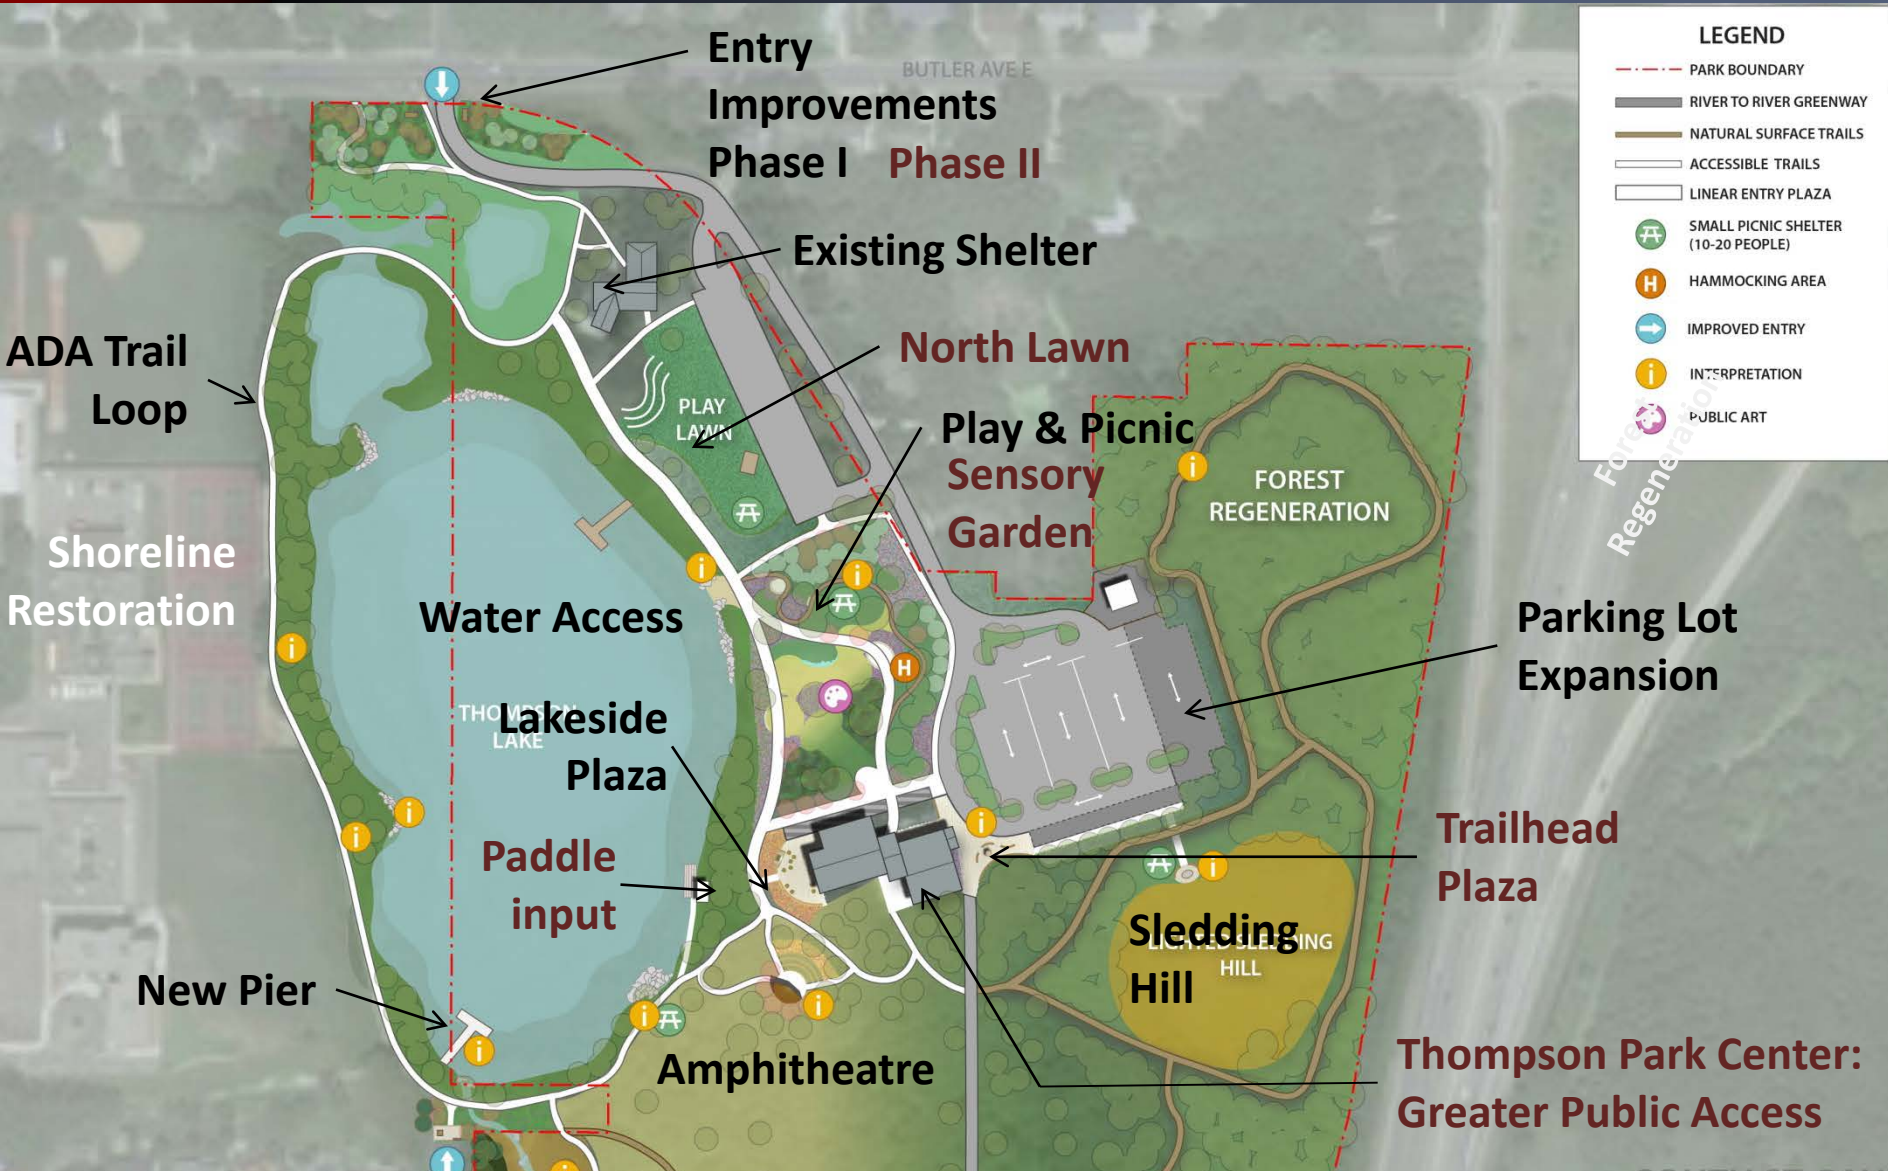 Entry
Improvements
Phase I Phase II
BUTLER AVE E
LEGEND
PARK BOUNDARY
RIVER TO RIVER GREENWAY
NATURAL SURFACE TRAILS
ACCESSIBLE TRAILS
LINEAR ENTRY PLAZA
SMALL PICNIC SHELTER
(10-20 PEOPLE)
H
HAMMOCKING AREA
IMPROVED ENTRY
i
INTERPRETATION
PUBLIC ART
Forest
Regeneration
Existing Shelter
ADA Trail
Loop
North Lawn
PLAY
LAWN
Play & Picnic
Sensory
Garden
FOREST
REGENERATION
Shoreline
Restoration
Water Access
Parking Lot
Expansion
H
THOMPSON
LAKE
Lakeside
Plaza
Paddle
input
Trailhead
Plaza
Sledding
Hill
LIGHTED SLEDDING
HILL
New Pier
Amphitheatre
Thompson Park Center:
Greater Public Access